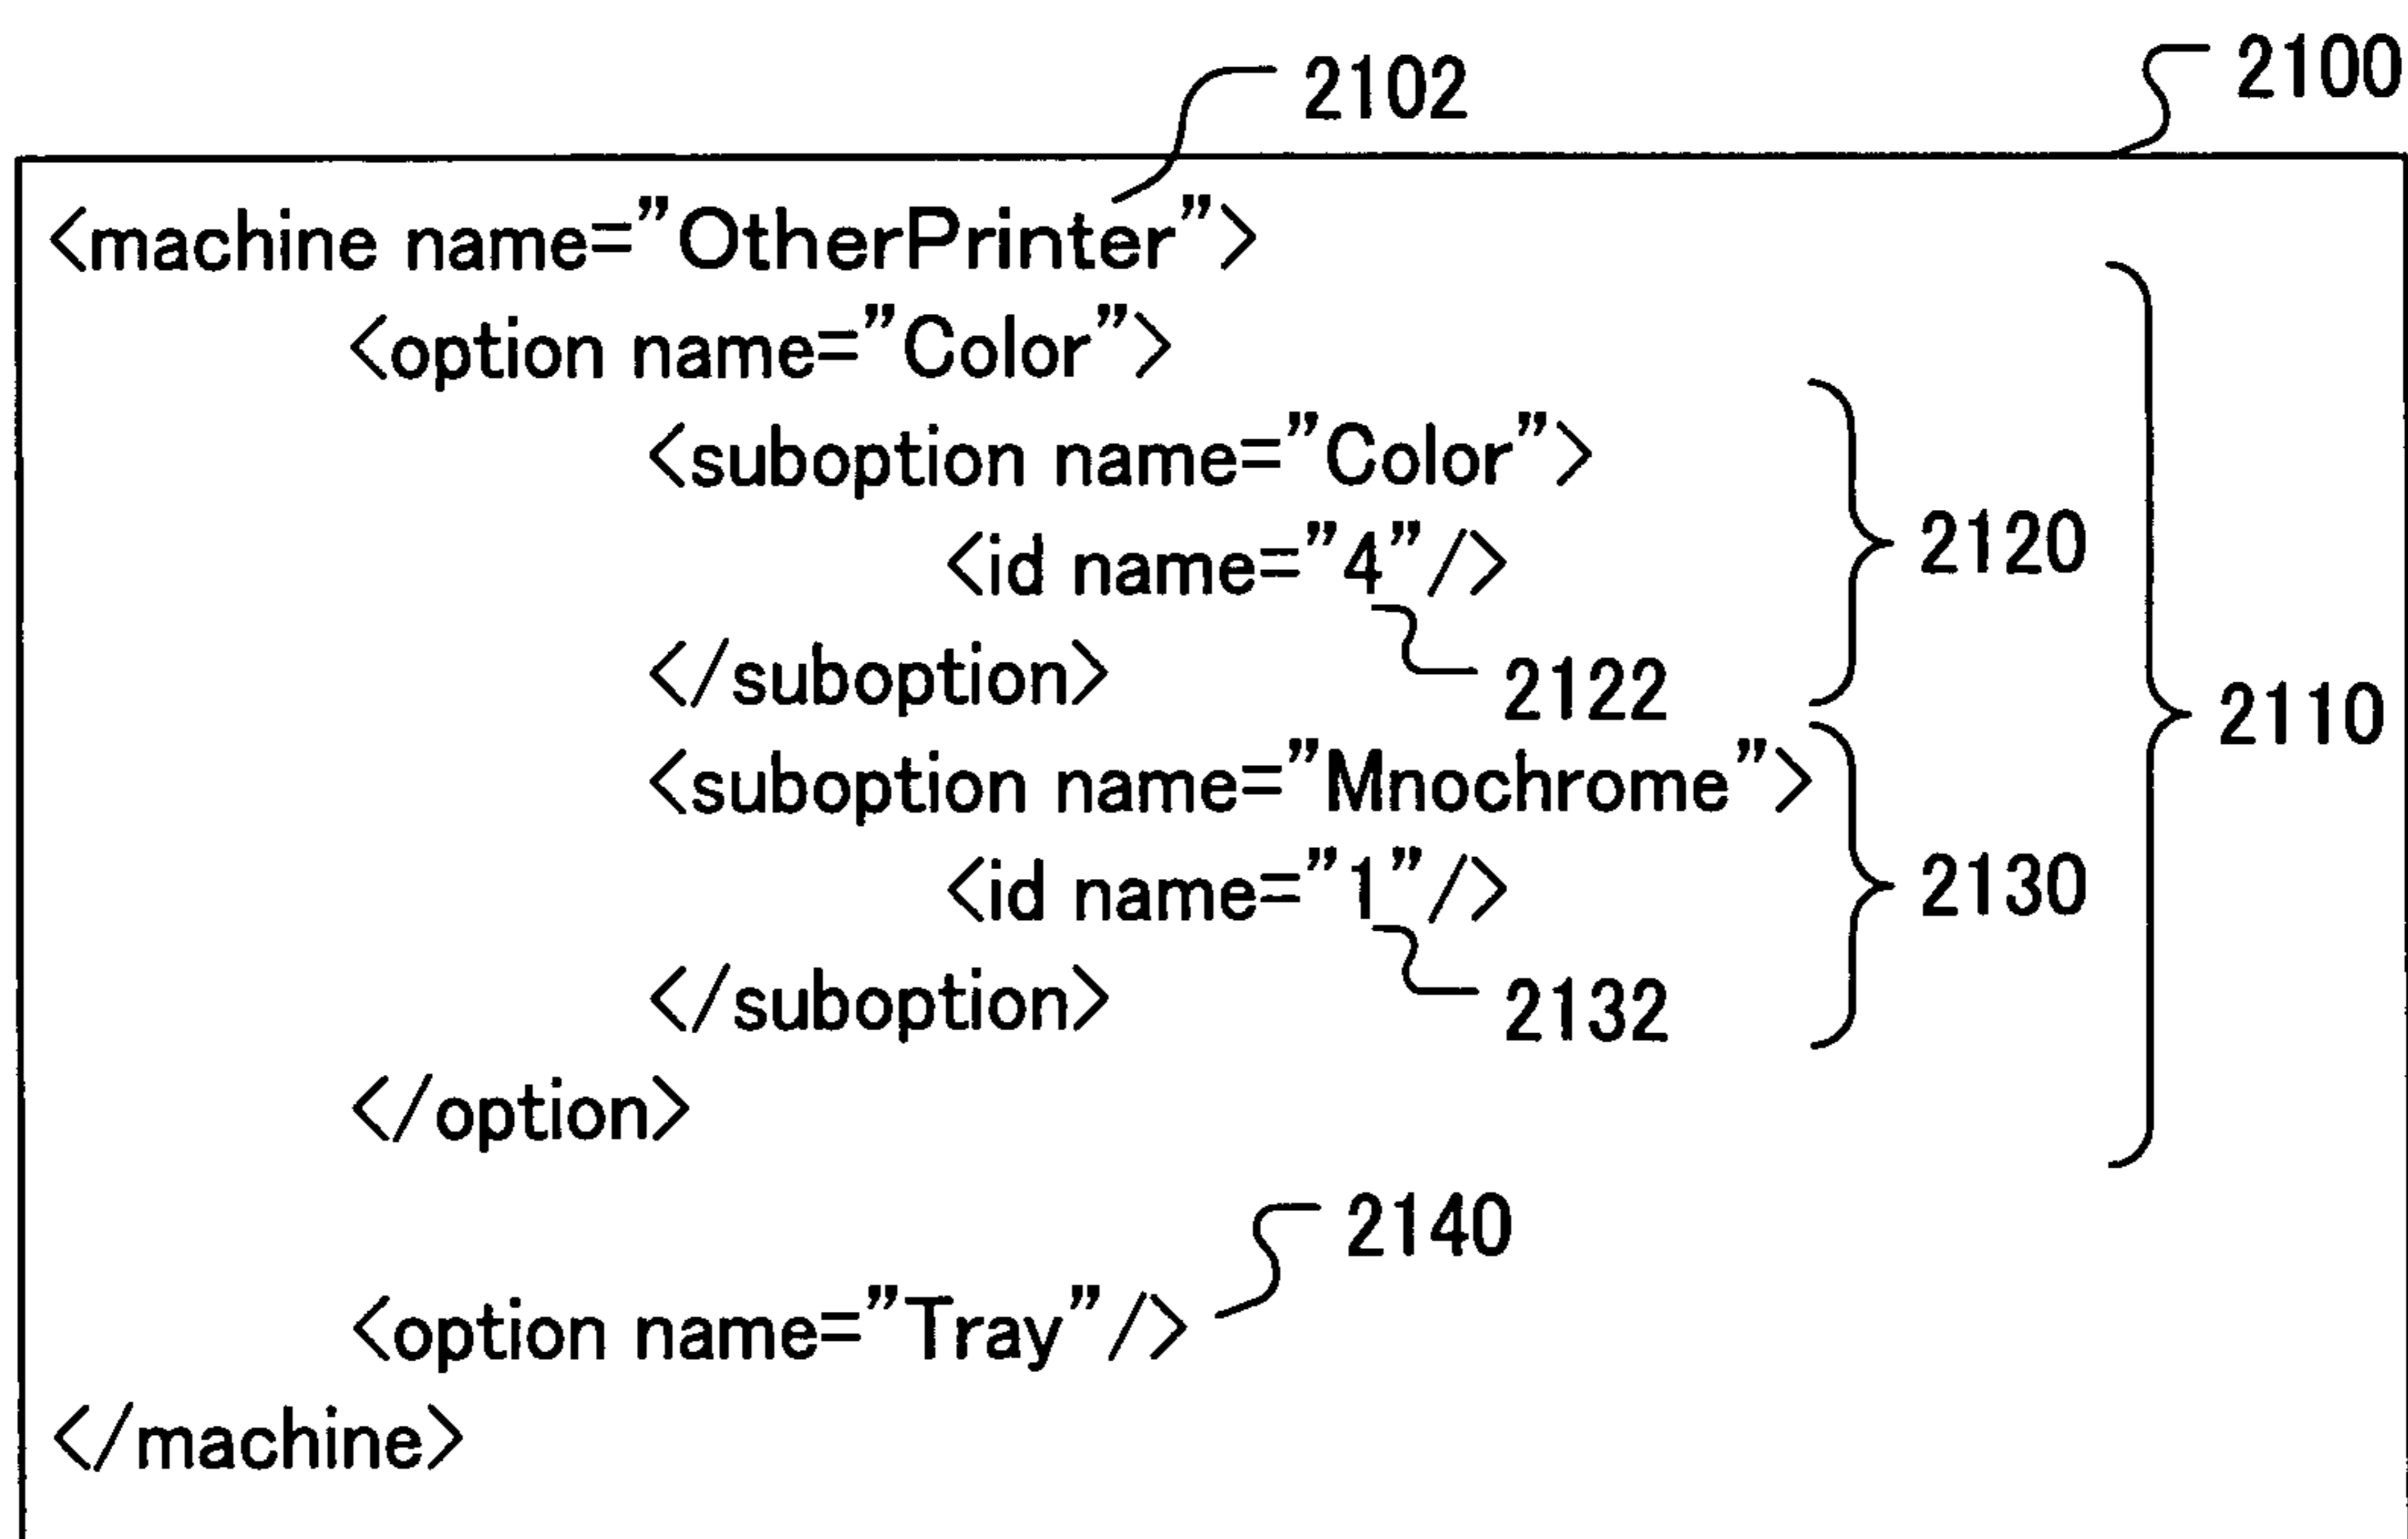 2102
2100
<machine name="OtherPrinter">
<option name="Color">
<suboption name="Color">
<id name="4"/>
2120
</suboption>
2122
2110
<suboption name="Mnochrome">
<id name="1"/>
2130
</suboption>
2132
</option>
2140
<option name="Tray"/>
</machine>